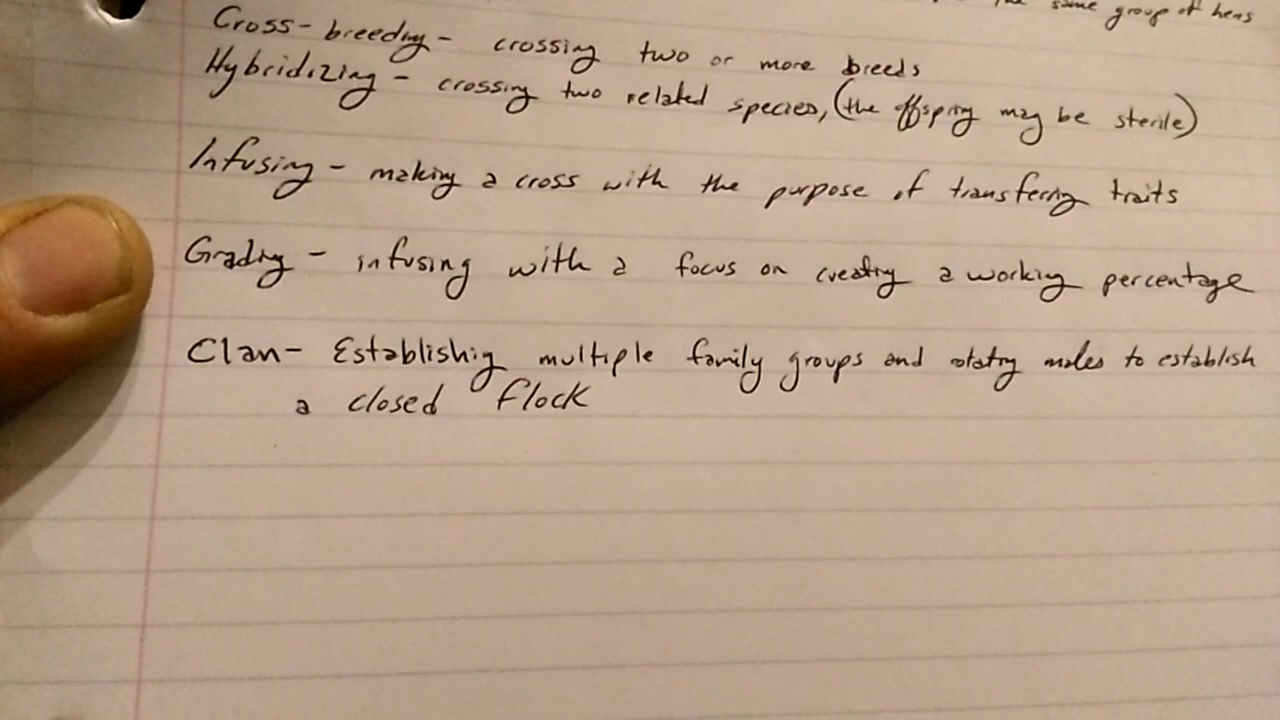 same group of hens
Cross-breeding - crossing two or more breeds
Hybridizing - crossing two related species, (the offspring may be sterile)
Infusing - making a cross with the purpose of transferring traits
Grading - infusing with a focus on creating a working percentage
Clan- Establishing multiple family groups and rotating males to establish
a closed flock